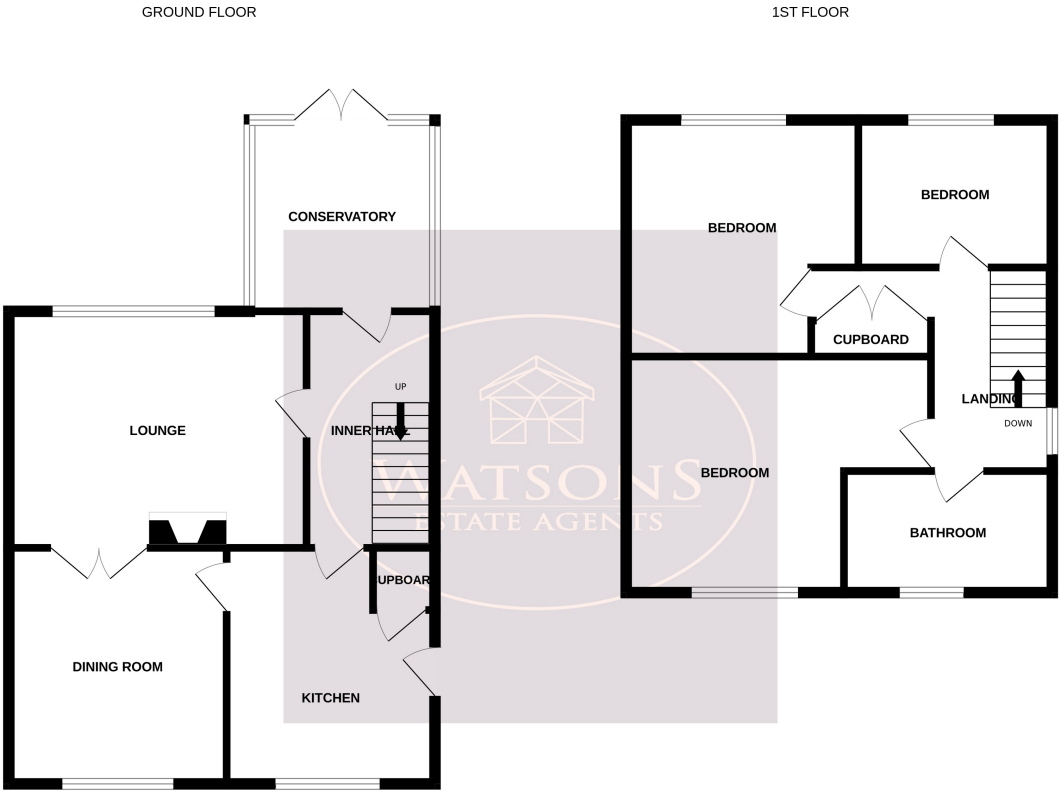 GROUND FLOOR
CONSERVATORY
UP
LOUNGE
INNER HALL
UPBOAR
DINING ROOM
KITCHEN
1ST FLOOR
BEDROOM
BEDROOM
CUPBOARD
LANDING
DOWN
BEDROOM
BATHROOM
WATSONS
ESTATE AGENTS